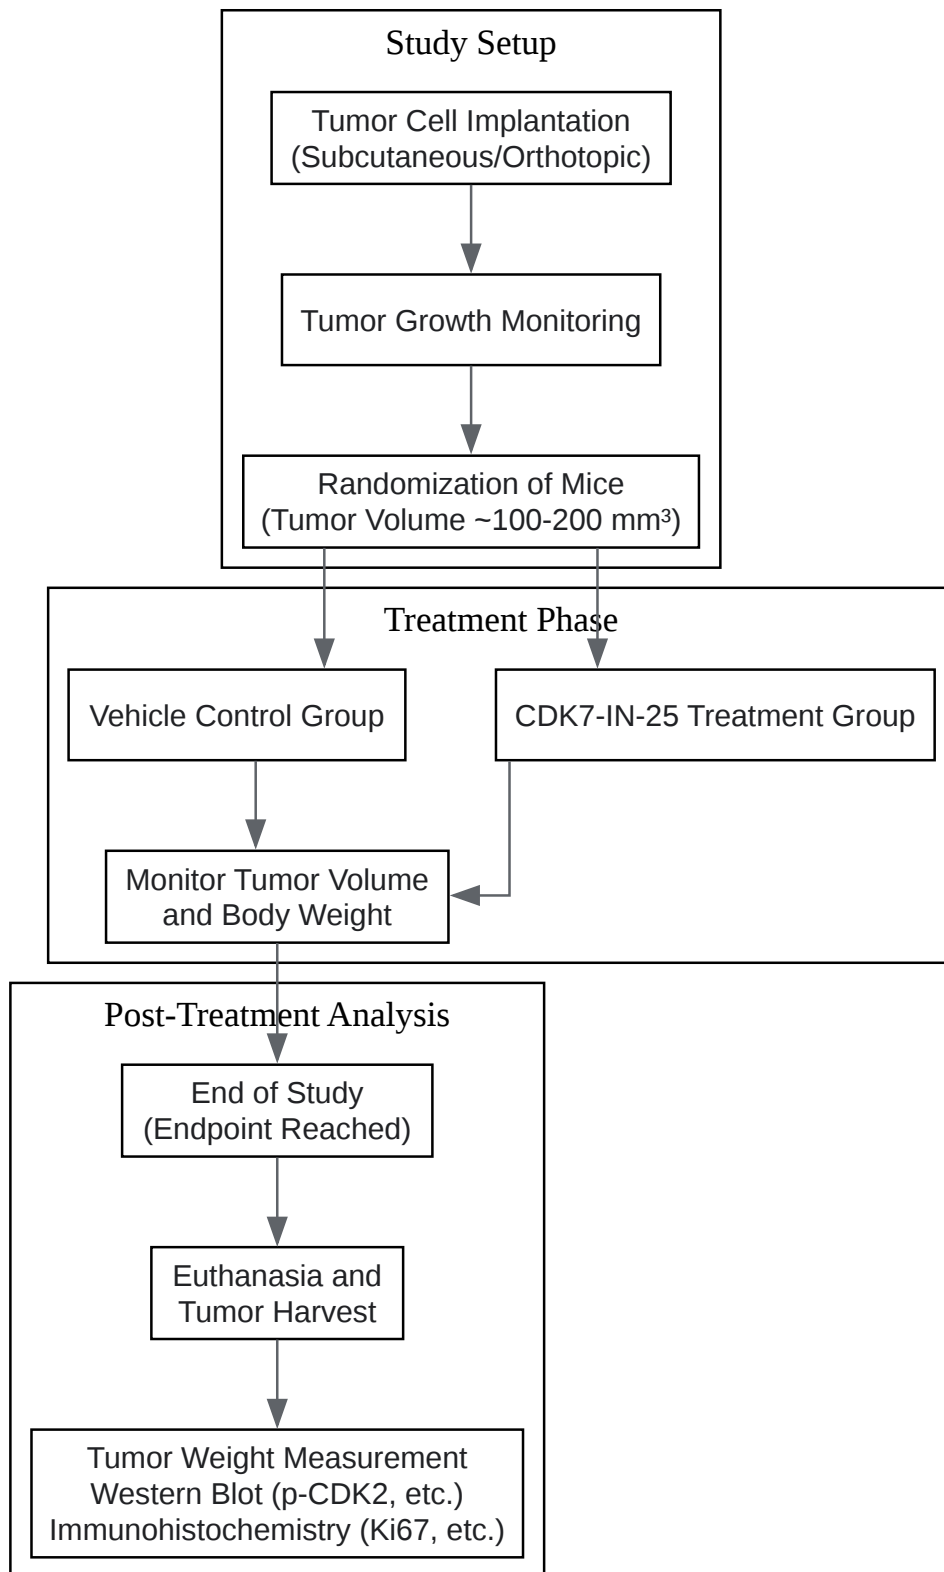 Study Setup
Tumor Cell Implantation
(Subcutaneous/Orthotopic)
Tumor Growth Monitoring
Randomization of Mice
(Tumor Volume ~100-200 mm³)
Treatment Phase
Vehicle Control Group
CDK7-IN-25 Treatment Group
Monitor Tumor Volume
and Body Weight
Post-Treatment Analysis
End of Study
(Endpoint Reached)
Euthanasia and
Tumor Harvest
Tumor Weight Measurement
Western Blot (p-CDK2, etc.)
Immunohistochemistry (Ki67, etc.)